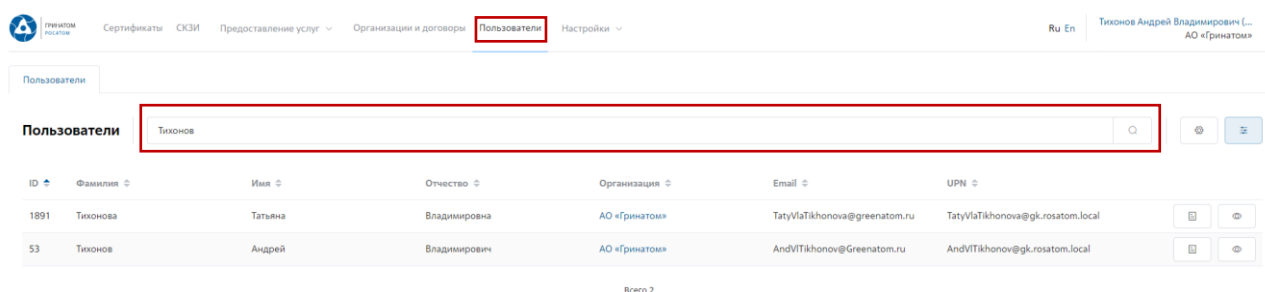 ГРИНАТОМ
РОСАТОМ
Сертификаты СКЗИ Предоставление услуг Организации и договоры Пользователи Настройки
Ru En
Тихонов Андрей Владимирович (...
АО «Гринатом»
Пользователи
Пользователи
Тихонов
ID Фамилия Имя Отчество Организация Email UPN
1891 Тихонова Татьяна Владимировна АО «Гринатом» TatyVlaTikhonova@greenatom.ru TatyVlaTikhonova@gk.rosatom.local
53 Тихонов Андрей Владимирович АО «Гринатом» AndVlTikhonov@Greenatom.ru AndVlTikhonov@gk.rosatom.local
Всего 2